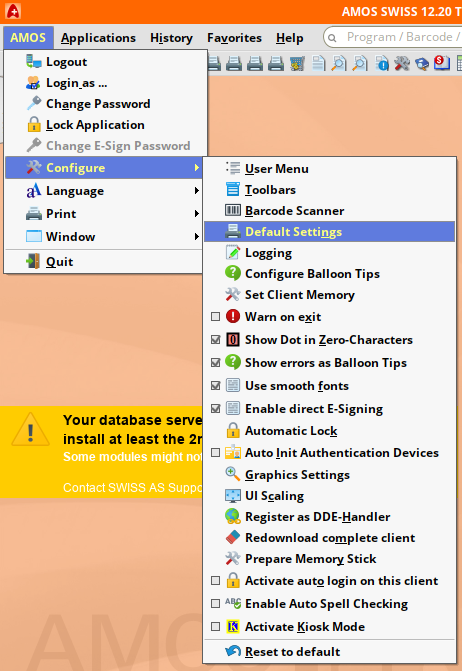 AMOS SWISS 12.20 T
AMOS Applications History Favorites Help Program / Barcode /
Logout
Login as ...
Change Password
Lock Application
Change E-Sign Password
Configure
Language
Print
Window
Quit
User Menu
Toolbars
Barcode Scanner
Default Settings
Logging
Configure Balloon Tips
Set Client Memory
Warn on exit
Show Dot in Zero-Characters
Show errors as Balloon Tips
Use smooth fonts
Enable direct E-Signing
Automatic Lock
Auto Init Authentication Devices
Graphics Settings
UI Scaling
Register as DDE-Handler
Redownload complete client
Prepare Memory Stick
Activate auto login on this client
Enable Auto Spell Checking
Activate Kiosk Mode
Reset to default
Your database serve
install at least the 2r
Some modules might not
Contact SWISS AS Suppo
AMO